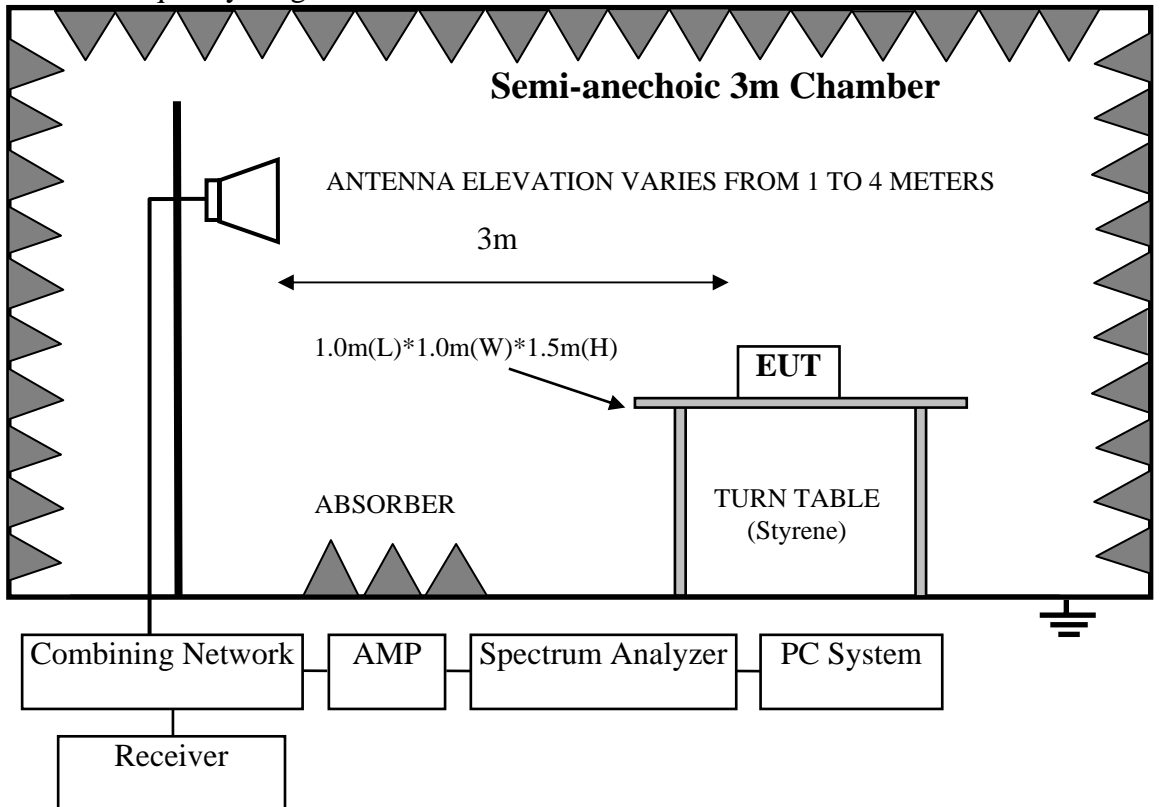 Semi-anechoic 3m Chamber
ANTENNA ELEVATION VARIES FROM 1 TO 4 METERS
3m
1.0m(L)*1.0m(W)*1.5m(H)
EUT
ABSORBER
TURN TABLE
(Styrene)
Combining Network
AMP
Spectrum Analyzer
PC System
Receiver